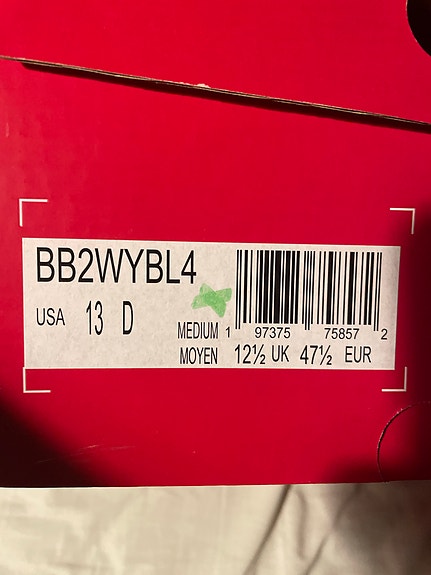 BB2WYBL4
USA 13 D
MEDIUM 1 97375 75857 2
MOYEN 12½ UK 47½ EUR